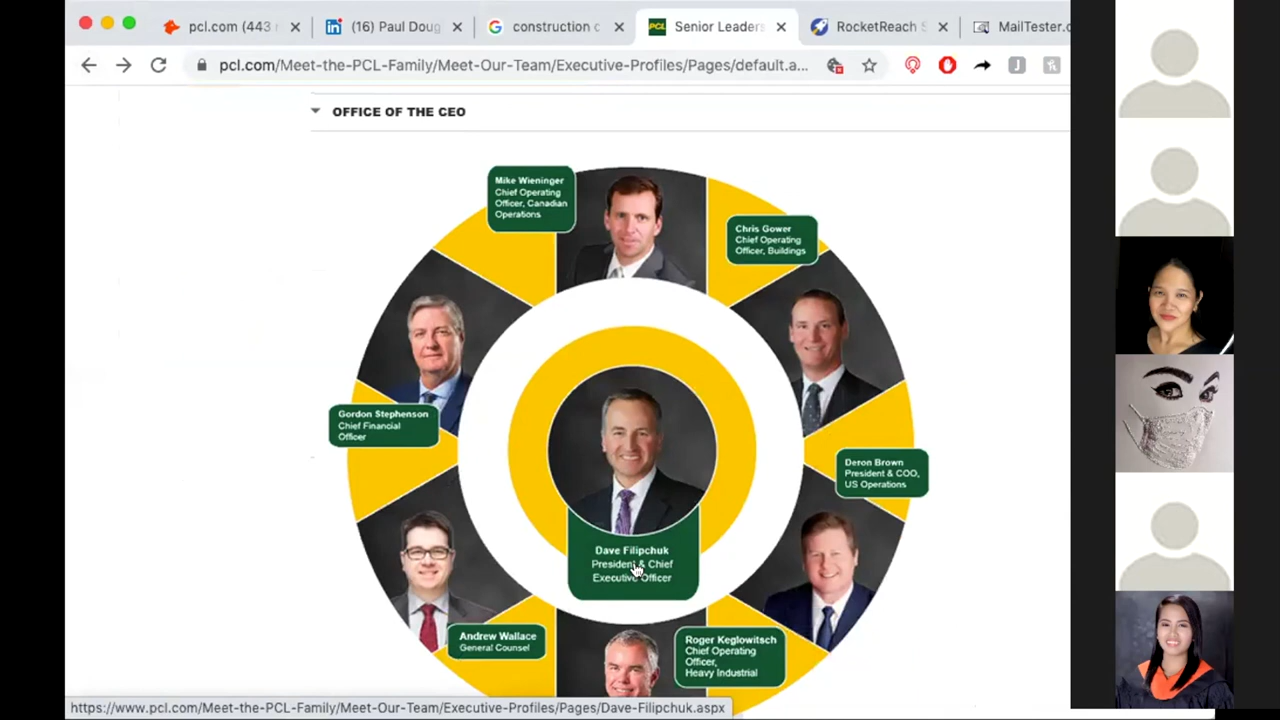 pcl.com (443 r
(16) Paul Doug
construction c
PCL Senior Leaders
RocketReach S
MailTester.c
pcl.com/Meet-the-PCL-Family/Meet-Our-Team/Executive-Profiles/Pages/default.a...
OFFICE OF THE CEO
Mike Wieninger
Chief Operating
Officer, Canadian
Operations
Chris Gower
Chief Operating
Officer, Buildings
Gordon Stephenson
Chief Financial
Officer
Deron Brown
President & COO,
US Operations
Dave Filipchuk
President & Chief
Executive Officer
Andrew Wallace
General Counsel
Roger Keglowitsch
Chief Operating
Officer,
Heavy Industrial
https://www.pcl.com/Meet-the-PCL-Family/Meet-Our-Team/Executive-Profiles/Pages/Dave-Filipchuk.aspx